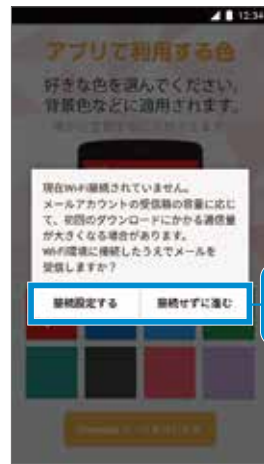 12:34
アプリで利用する色
好きな色を選んでください。
背景色などに適用されます。
現在Wi-Fi接続されていません。
メールアカウントの受信箱の容量に応じ
て、初回のダウンロードにかかる通信量
が大きくなる場合があります。
Wi-Fi環境に接続したうえでメールを
受信しますか？
接続設定する 接続せずに進む